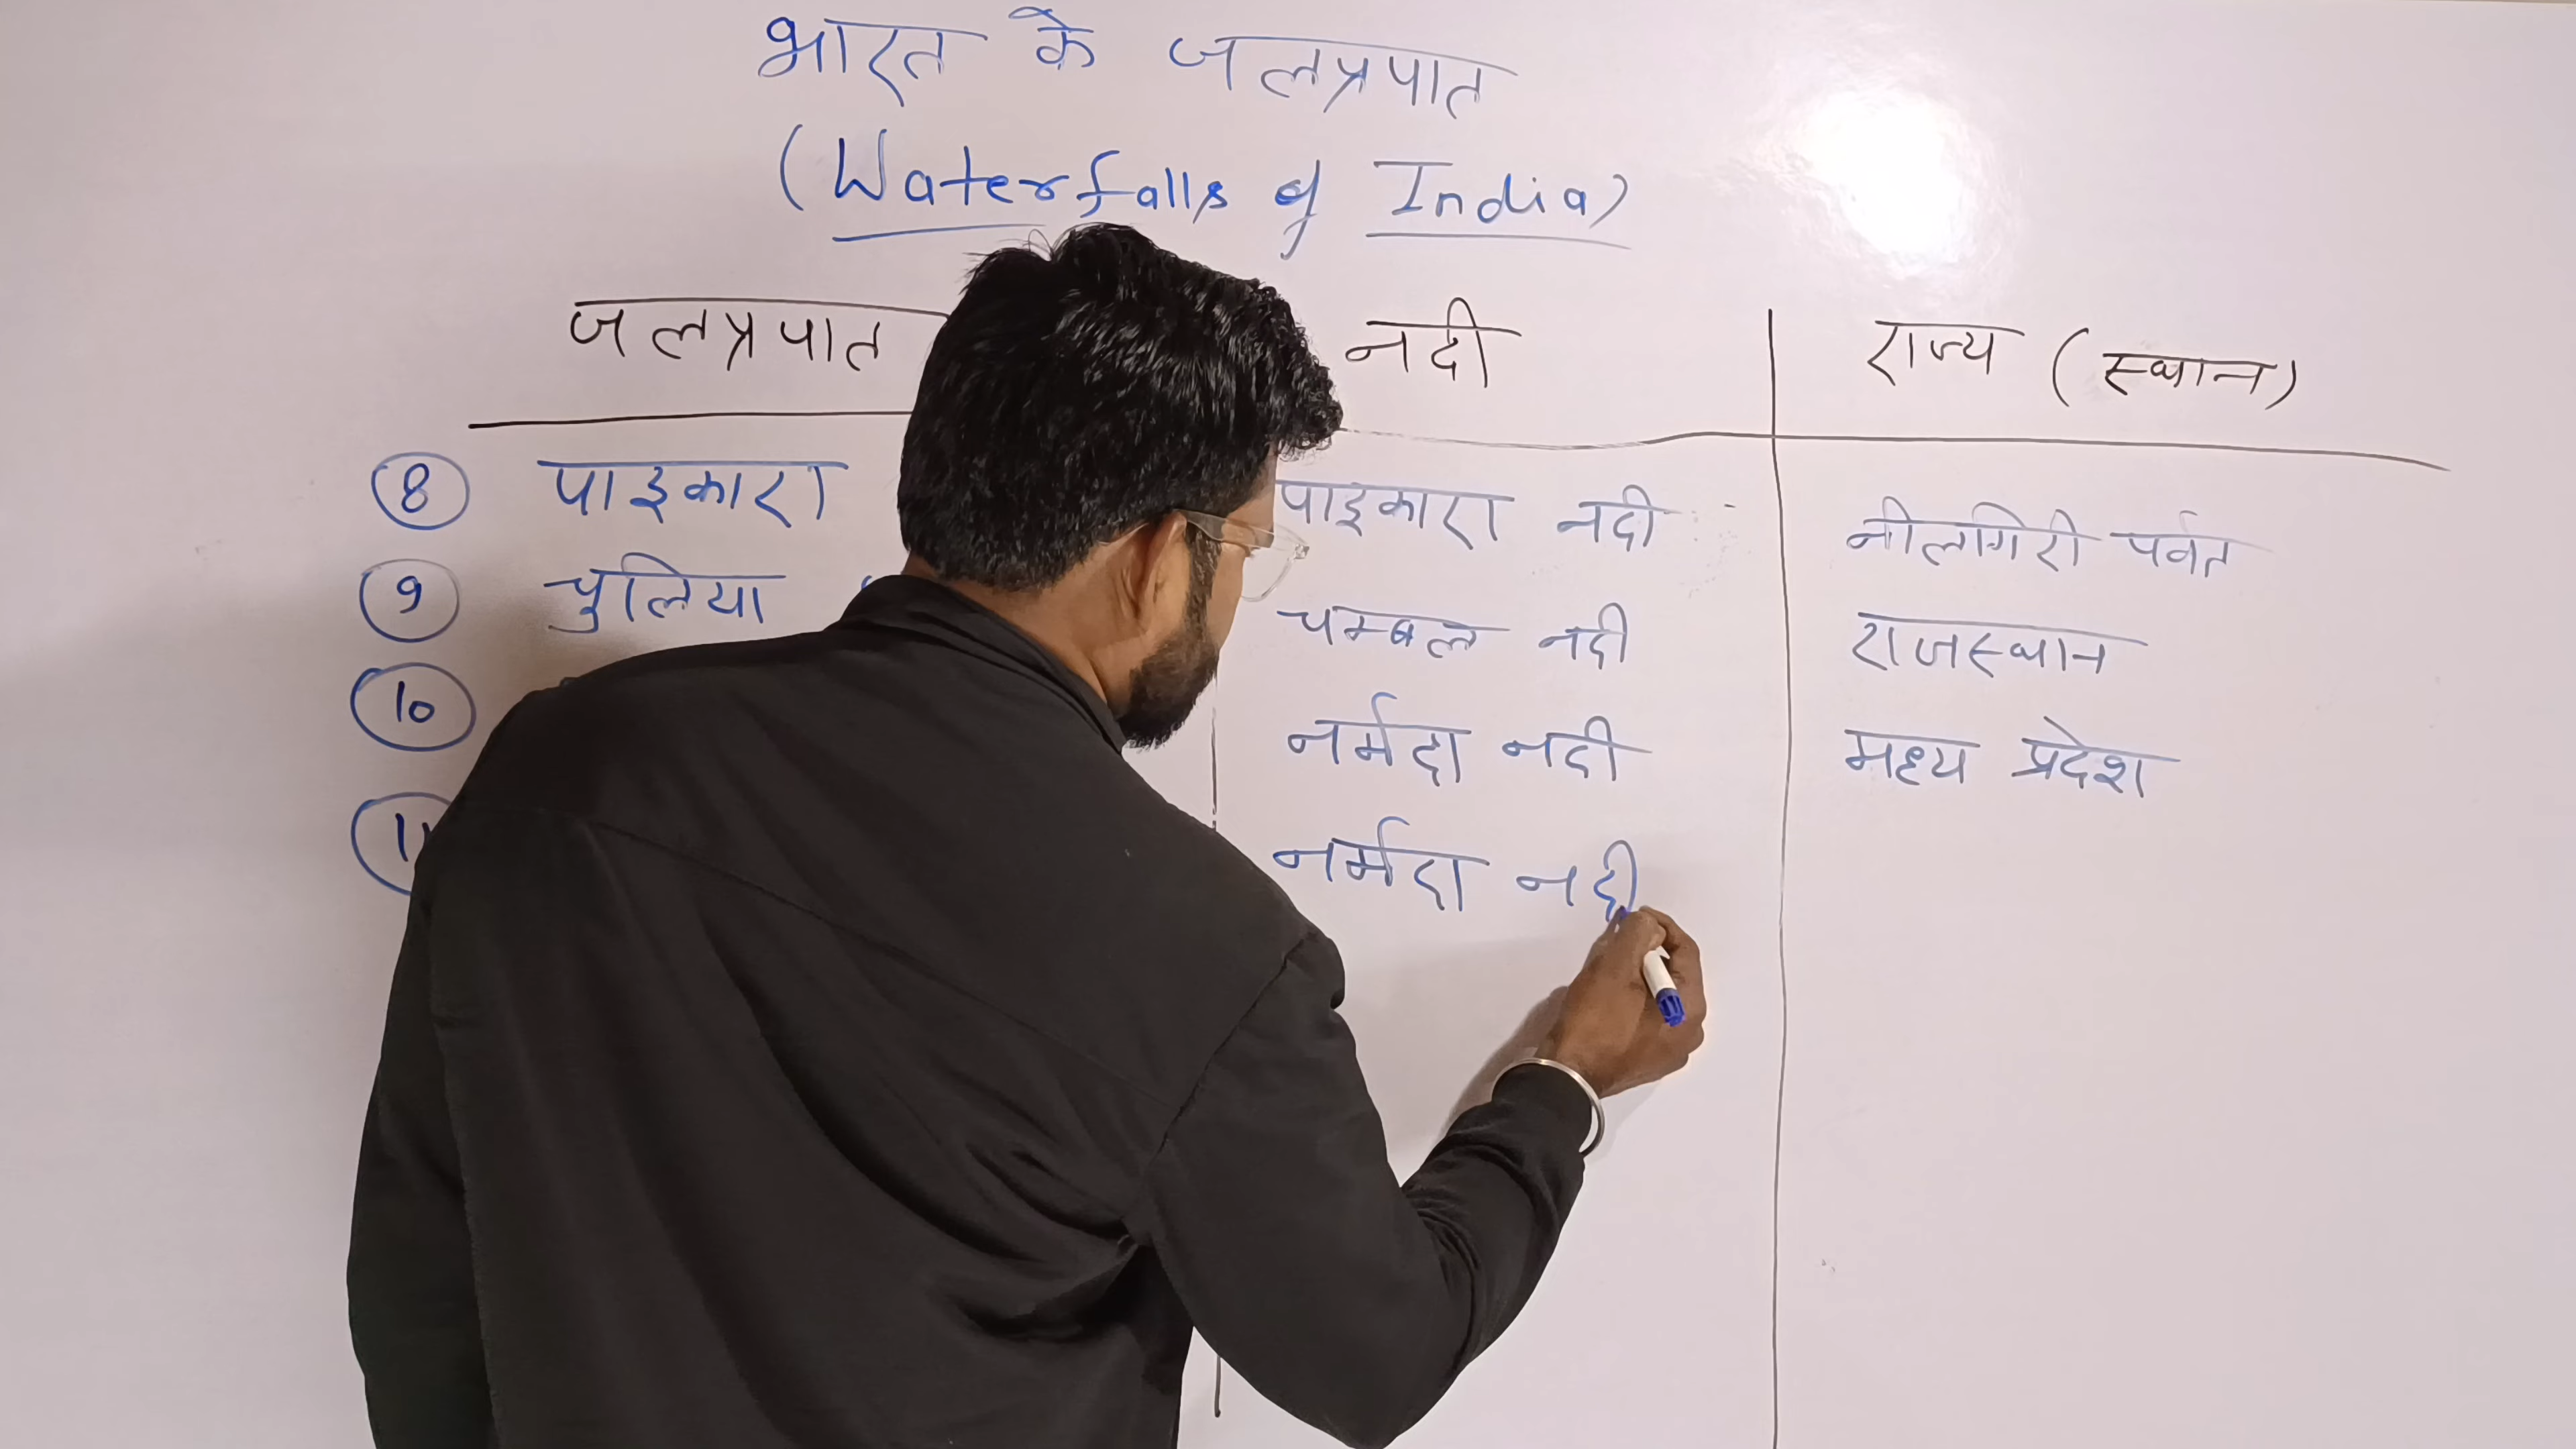 भारत के जलप्रपात
(Waterfalls of India)
जलप्रपात नदी राज्य (स्थान)
8 पाइकारा पाइकारा नदी नीलगिरी पर्वत
9 चुलिया चम्बल नदी राजस्थान
10 नर्मदा नदी मध्य प्रदेश
नर्मदा नदी